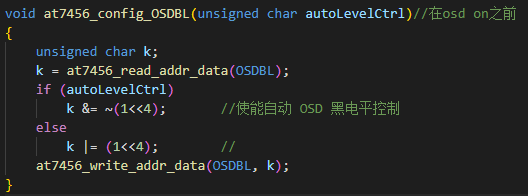 void at7456_config_OSDBL(unsigned char autoLevelCtrl)//在osd on之前
{
    unsigned char k;
    k = at7456_read_addr_data(OSDBL);
    if (autoLevelCtrl)
        k &= ~(1<<4);       //使能自动 OSD 黑电平控制
    else
        k |= (1<<4);        //
    at7456_write_addr_data(OSDBL, k);
}